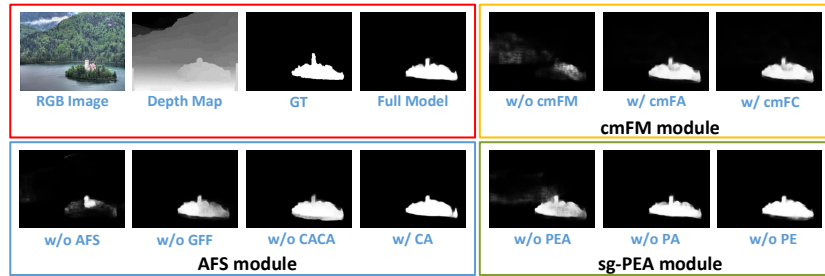 RGB Image Depth Map GT Full Model
w/o cmFM w/ cmFA w/ cmFC
cmFM module
w/o AFS w/o GFF w/o CACA w/ CA
AFS module
w/o PEA w/o PA w/o PE
sg-PEA module